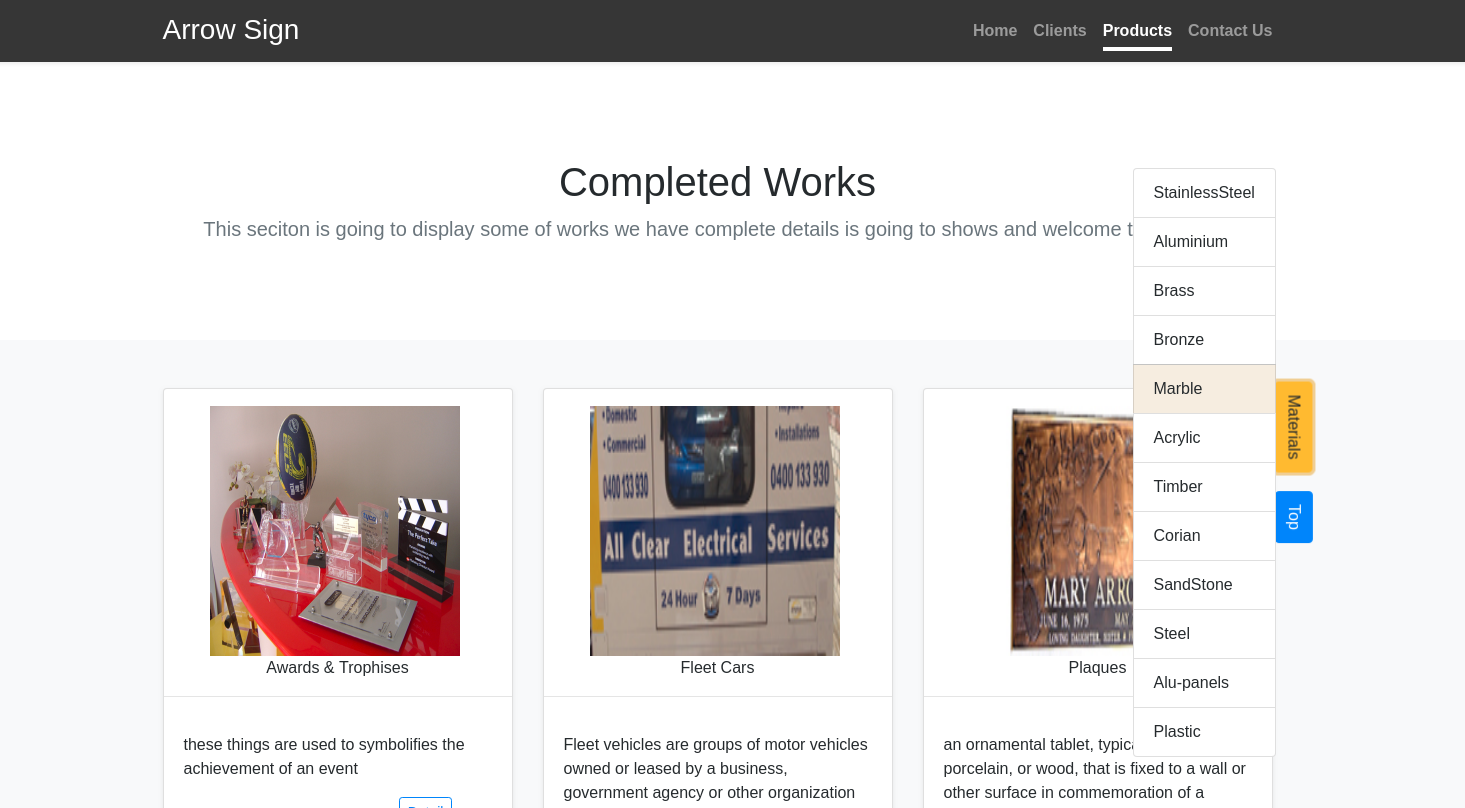 Arrow Sign
Home Clients Products Contact Us
Completed Works
This seciton is going to display some of works we have complete details is going to shows and welcome
StainlessSteel
Aluminium
Brass
Bronze
Marble
Acrylic
Timber
Corian
SandStone
Steel
Alu-panels
Plastic
Materials
Top
The Perfect Take
Awards & Trophises
these things are used to symbolifies the
achievement of an event
•Domestic
•Commercial
•Installations
0400 133 930
0400 133 930
All Clear Electrical Services
24 Hour 7 Days
Fleet Cars
Fleet vehicles are groups of motor vehicles
owned or leased by a business,
government agency or other organization
MARY
JUNE 16, 1975 MAY
LOVING DAUGHTER, SISTER &
Plaques
an ornamental tablet,
porcelain, or wood, that is fixed to a wall or
other surface in commemoration of a